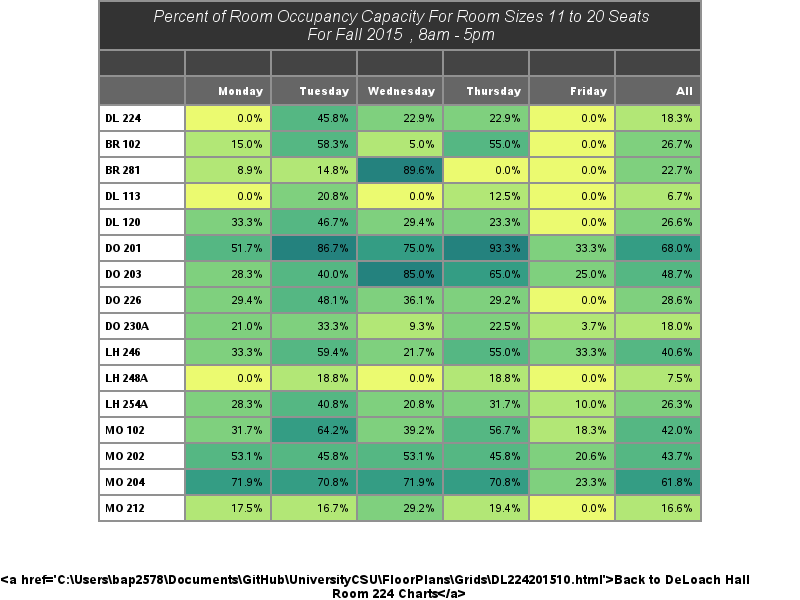 Percent of Room Occupancy Capacity For Room Sizes 11 to 20 Seats
For Fall 2015 , 8am - 5pm
Monday Tuesday Wednesday Thursday Friday All
DL 224 0.0% 45.8% 22.9% 22.9% 0.0% 18.3%
BR 102 15.0% 58.3% 5.0% 55.0% 0.0% 26.7%
BR 281 8.9% 14.8% 89.6% 0.0% 0.0% 22.7%
DL 113 0.0% 20.8% 0.0% 12.5% 0.0% 6.7%
DL 120 33.3% 46.7% 29.4% 23.3% 0.0% 26.6%
DO 201 51.7% 86.7% 75.0% 93.3% 33.3% 68.0%
DO 203 28.3% 40.0% 85.0% 65.0% 25.0% 48.7%
DO 226 29.4% 48.1% 36.1% 29.2% 0.0% 28.6%
DO 230A 21.0% 33.3% 9.3% 22.5% 3.7% 18.0%
LH 246 33.3% 59.4% 21.7% 55.0% 33.3% 40.6%
LH 248A 0.0% 18.8% 0.0% 18.8% 0.0% 7.5%
LH 254A 28.3% 40.8% 20.8% 31.7% 10.0% 26.3%
MO 102 31.7% 64.2% 39.2% 56.7% 18.3% 42.0%
MO 202 53.1% 45.8% 53.1% 45.8% 20.6% 43.7%
MO 204 71.9% 70.8% 71.9% 70.8% 23.3% 61.8%
MO 212 17.5% 16.7% 29.2% 19.4% 0.0% 16.6%
<a href='C:\Users\bap2578\Documents\GitHub\UniversityCSU\FloorPlans\Grids\DL224201510.html'>Back to DeLoach Hall
Room 224 Charts</a>